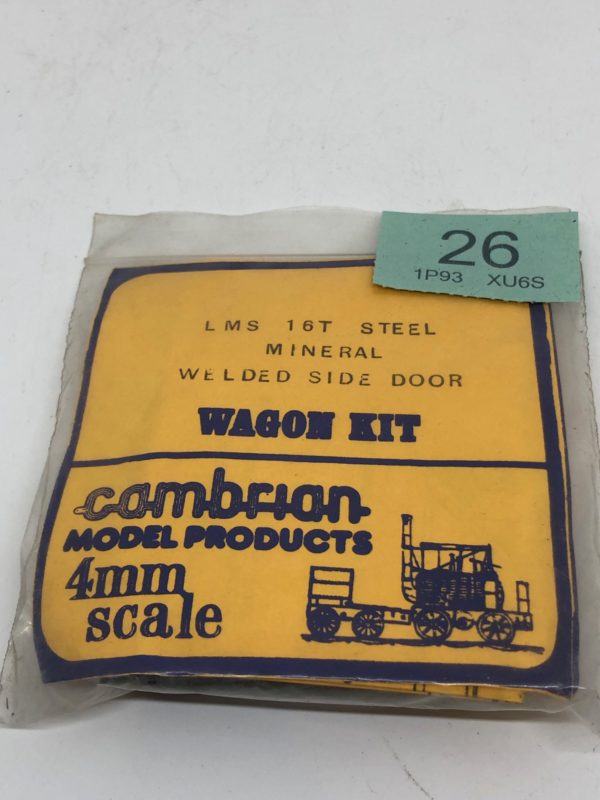 26
1P93 XU6S
LMS 16T STEEL
MINERAL
WELDED SIDE DOOR
WAGON KIT
cambrian
MODEL PRODUCTS
4mm
scale